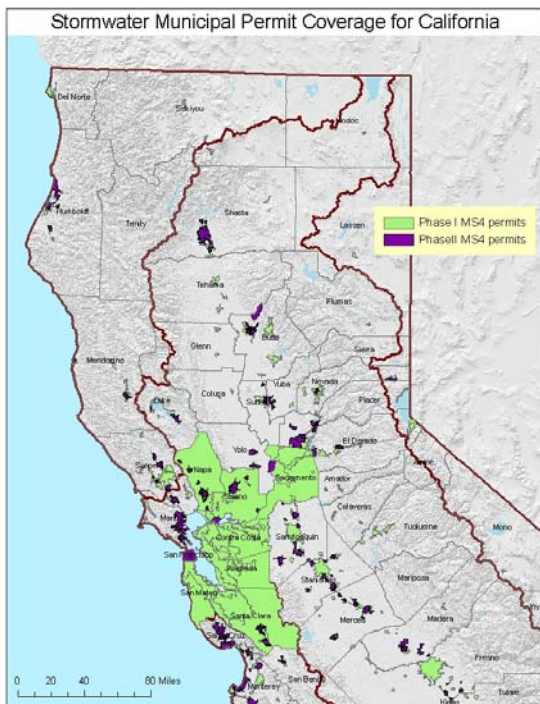 Stormwater Municipal Permit Coverage for California
Del Norte
Siskiyou
Modoc
Humboldt
Trinity
Shasta
Lassen
Phase I MS4 permits
PhaseII MS4 permits
Tehama
Plumas
Glenn
Butte
Sierra
Mendocino
Lake
Colusa
Yuba
Nevada
Sutter
Placer
Yolo
El Dorado
Napa
Sacramento
Amador
Alpine
Solano
Calaveras
Marin
Contra Costa
San Joaquin
Tuolumne
Mono
San Francisco
Alameda
Stanislaus
Mariposa
San Mateo
Santa Clara
Merced
Madera
Santa Cruz
Fresno
San Benito
Monterey
Kings
Tulare
0 20 40 80 Miles